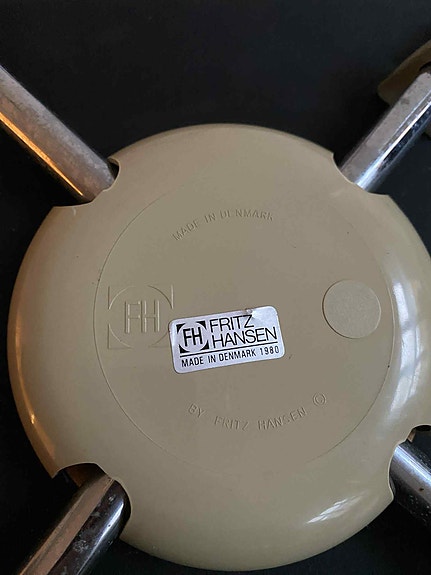 MADE IN DENMARK
FH
FH FRITZ
HANSEN
MADE IN DENMARK 1980
BY FRITZ HANSEN ©